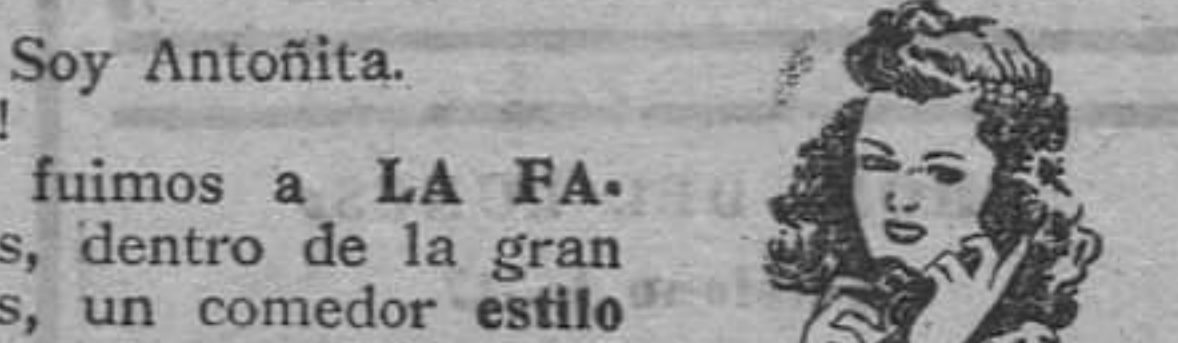 Soy Antoñita.
!
fuimos a LA FA-
s, dentro de la gran
s, un comedor estilo